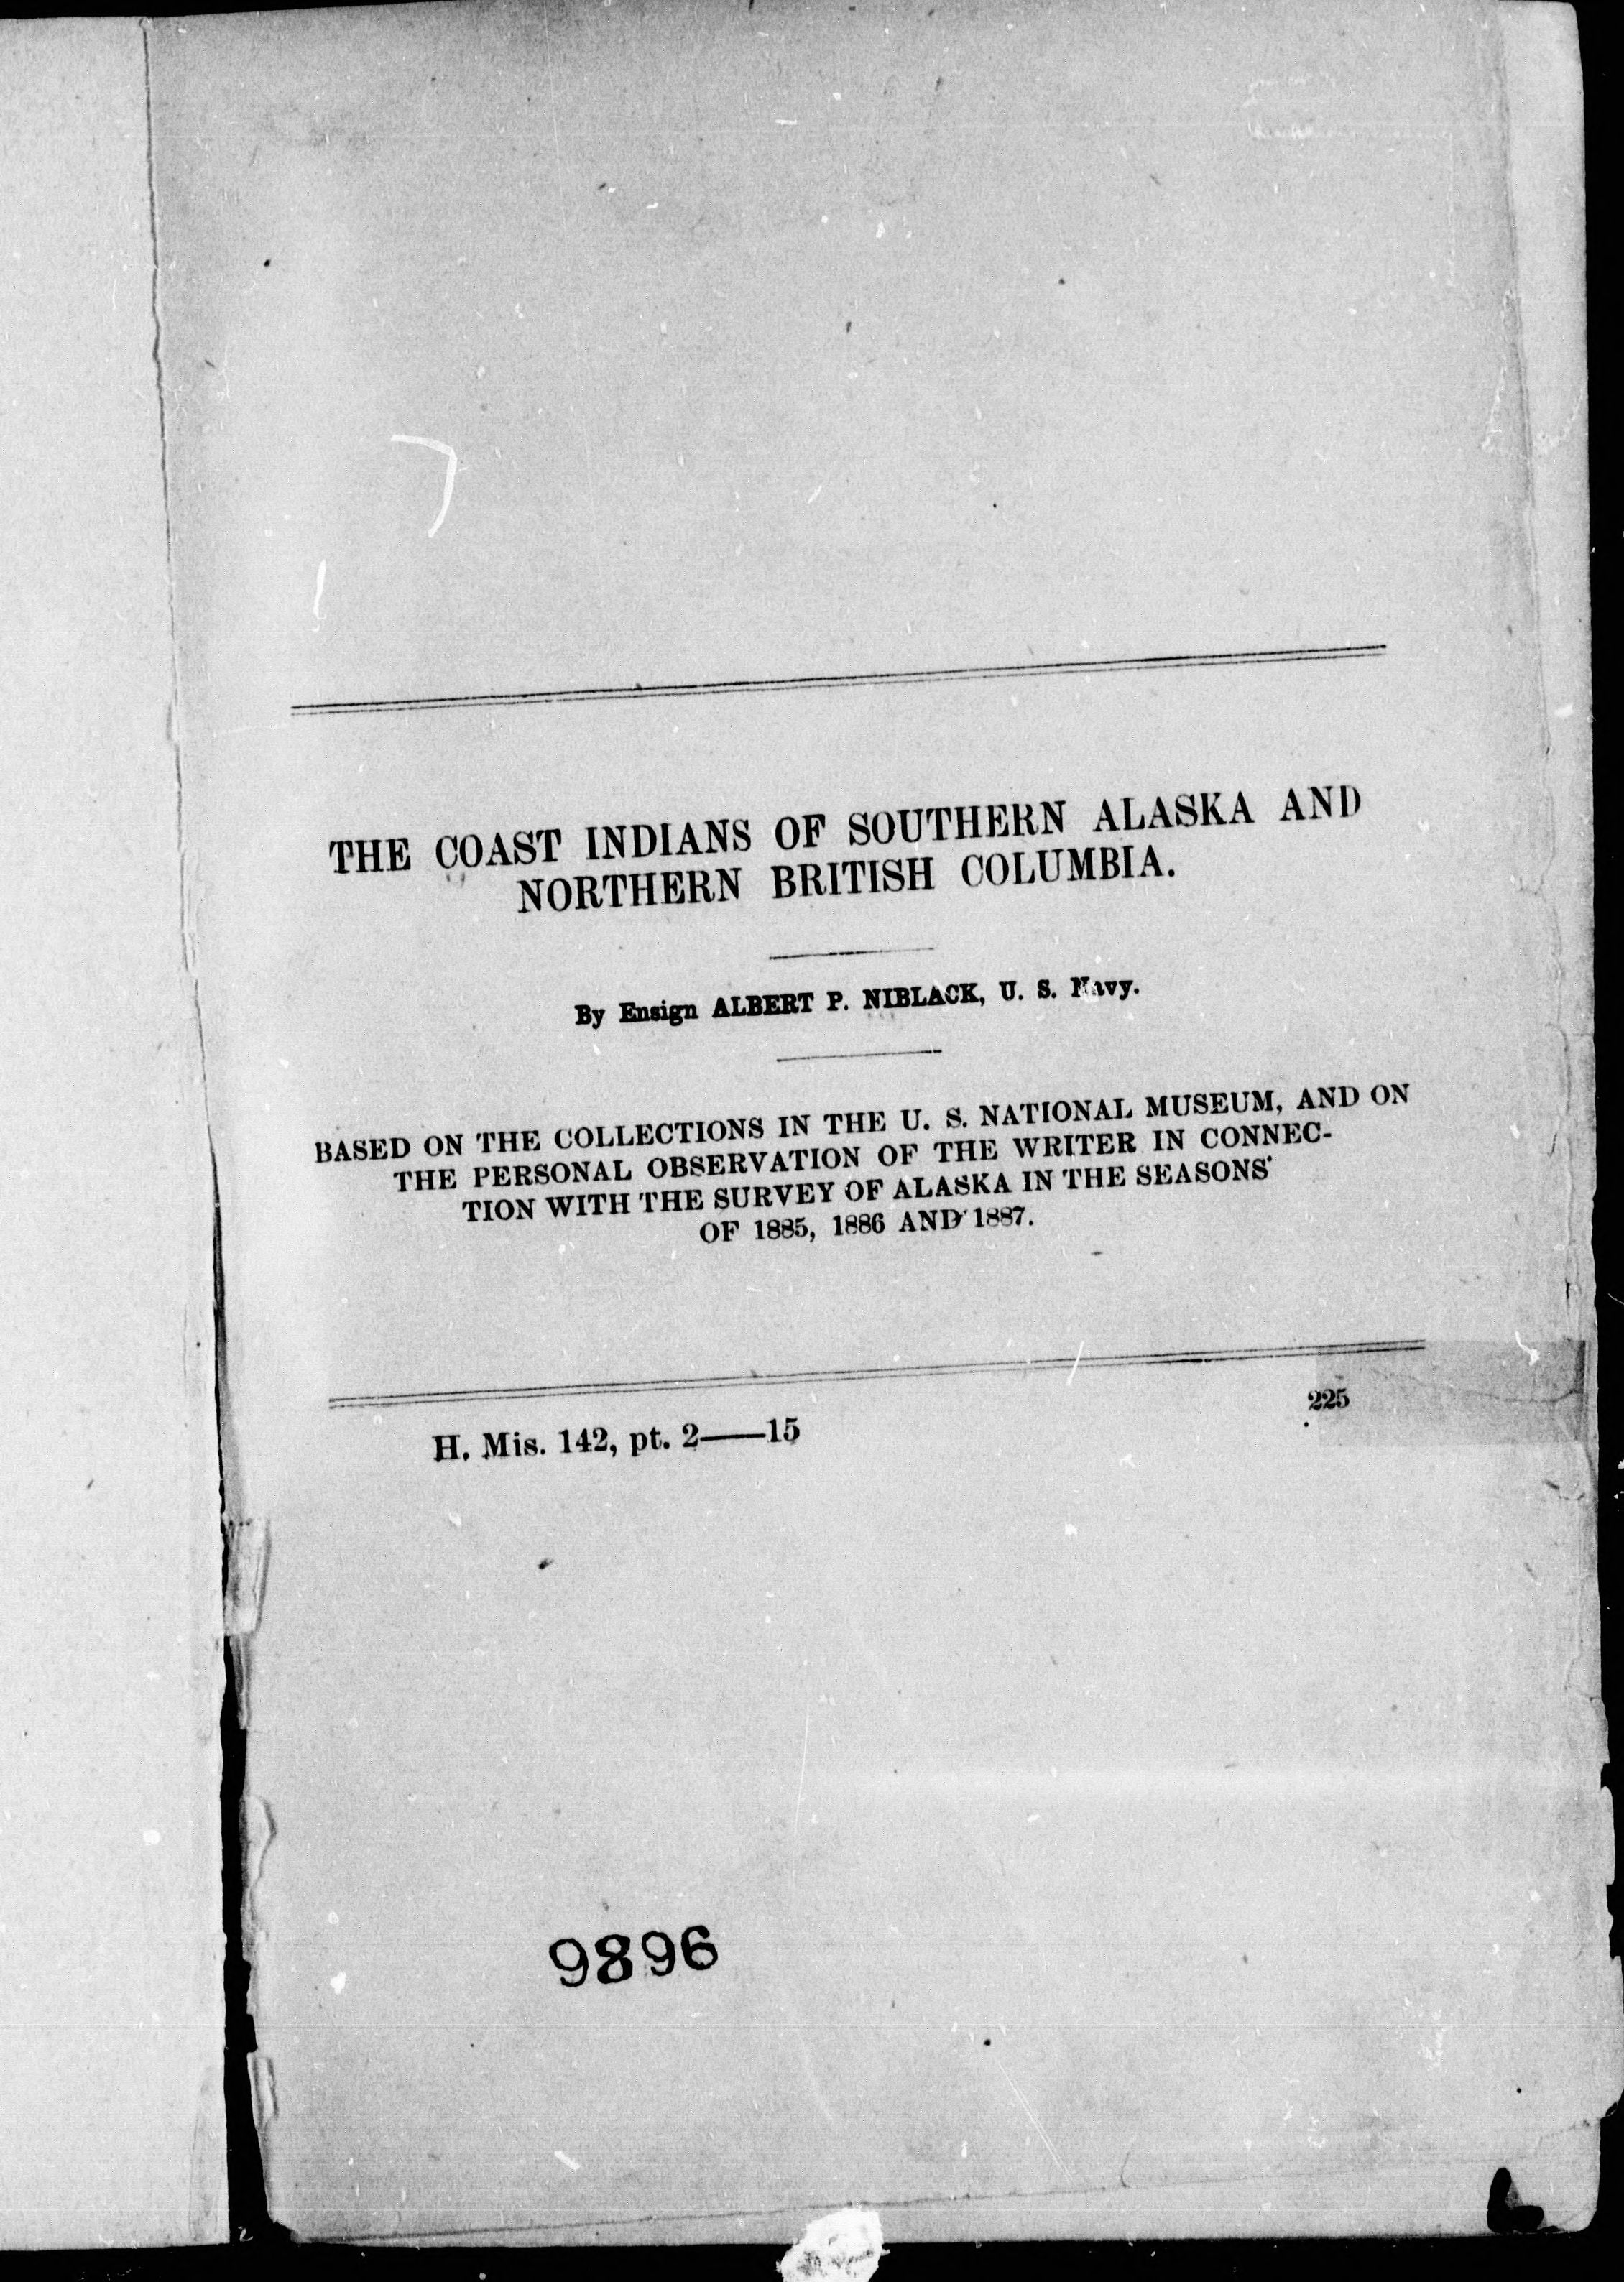 THE COAST INDIANS OF SOUTHERN ALASKA AND
NORTHERN BRITISH COLUMBIA.
By Ensign ALBERT P. NIBLACK, U. S. Navy.
BASED ON THE COLLECTIONS IN THE U. S. NATIONAL MUSEUM, AND ON
THE PERSONAL OBSERVATION OF THE WRITER IN CONNEC-
TION WITH THE SURVEY OF ALASKA IN THE SEASONS
OF 1885, 1886 AND 1887.
H. Mis. 142, pt. 2——15
225
9896